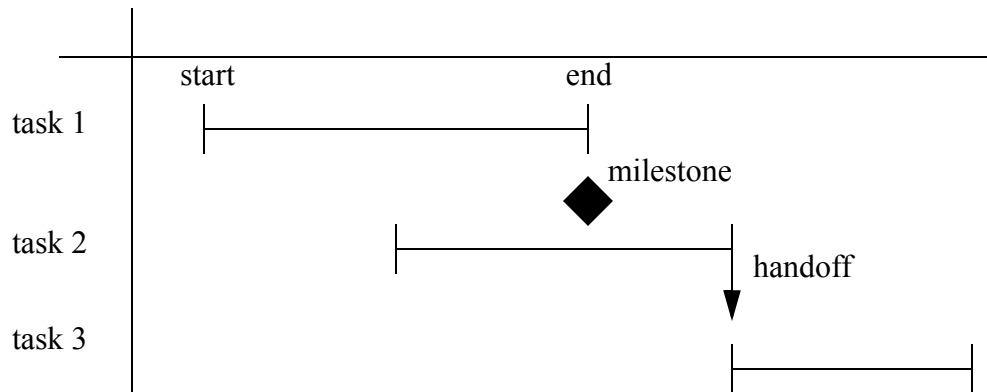 start
end
task 1
milestone
task 2
handoff
task 3